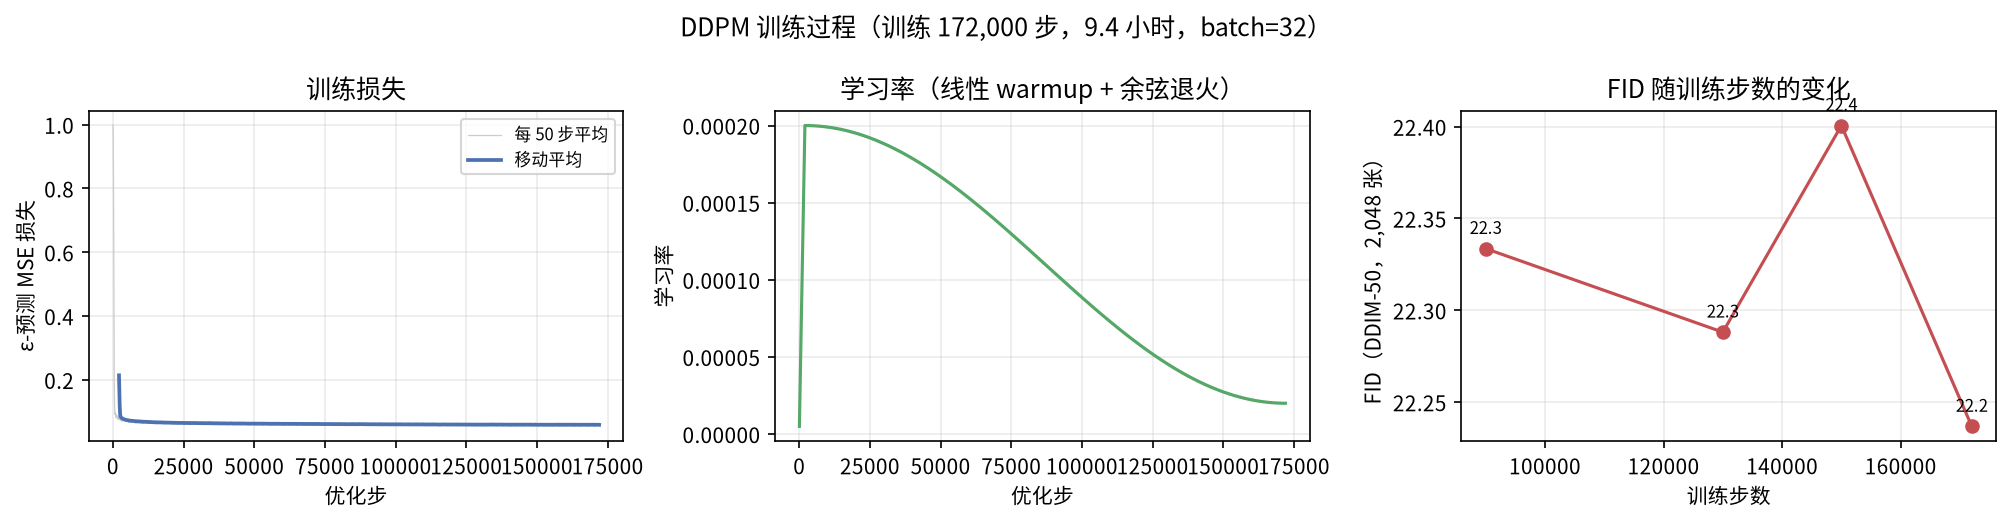 DDPM 训练过程（训练 172,000 步，9.4 小时，batch=32）
训练损失
ε-预测 MSE 损失
1.0
0.8
0.6
0.4
0.2
每 50 步平均
移动平均
0 25000 50000 75000 100000 125000 150000 175000
优化步
学习率（线性 warmup + 余弦退火）
学习率
0.00020
0.00015
0.00010
0.00005
0.00000
0 25000 50000 75000 100000 125000 150000 175000
优化步
FID 随训练步数的变化
FID（DDIM-50，2,048 张）
22.40
22.35
22.30
22.25
22.3
22.3
22.4
22.2
100000 120000 140000 160000
训练步数